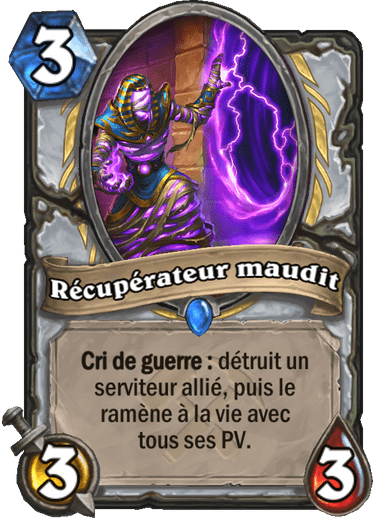 3
Récupérateur maudit
Cri de guerre : détruit un
serviteur allié, puis le
ramène à la vie avec
tous ses PV.
3
3